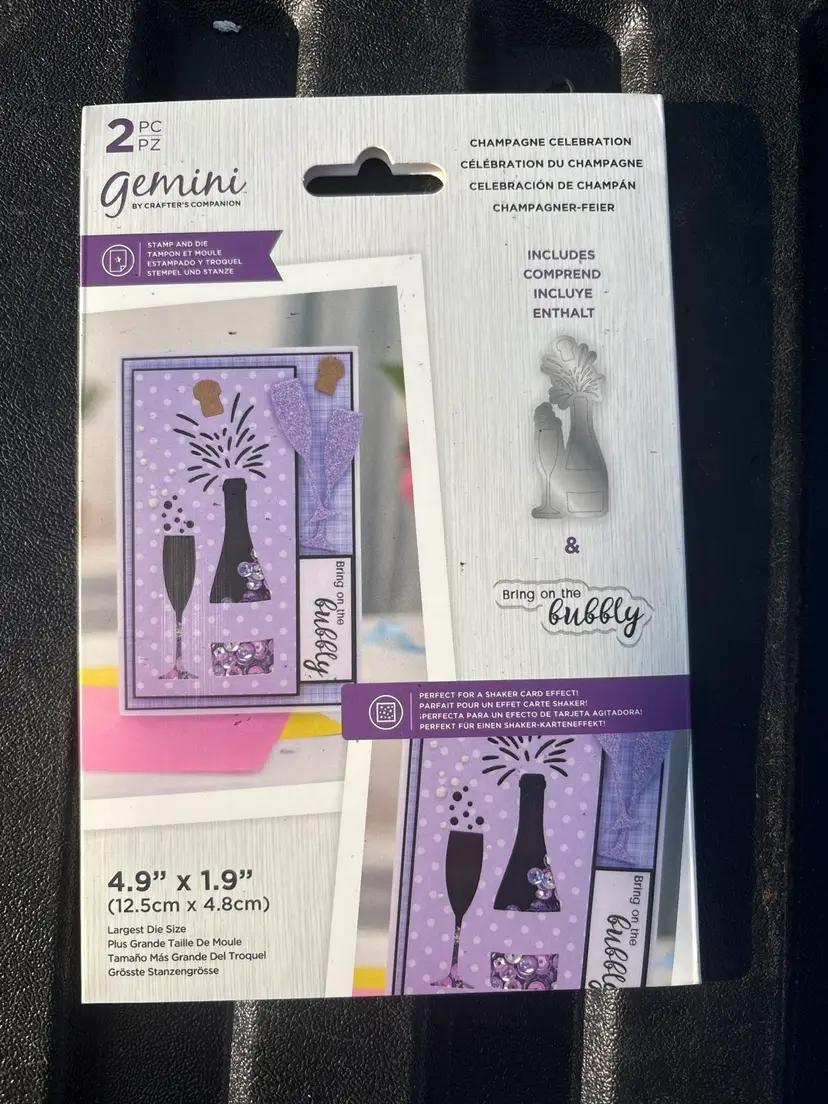 2 PC
PZ
gemini
BY CRAFTER'S COMPANION
CHAMPAGNE CELEBRATION
CÉLÉBRATION DU CHAMPAGNE
CELEBRACIÓN DE CHAMPÁN
CHAMPAGNER-FEIER
STAMP AND DIE
TAMPON ET MOULE
ESTAMPADO Y TROQUEL
STEMPEL UND STANZE
INCLUDES
COMPREND
INCLUYE
ENTHALT
&
Bring on the
bubbly
Bring on the
bubbly
PERFECT FOR A SHAKER CARD EFFECT!
PARFAIT POUR UN EFFET CARTE SHAKER!
¡PERFECTA PARA UN EFECTO DE TARJETA AGITADORA!
PERFEKT FÜR EINEN SHAKER-KARTENEFFEKT!
4.9” x 1.9”
(12.5cm x 4.8cm)
Largest Die Size
Plus Grande Taille De Moule
Tamaño Más Grande Del Troquel
Grösste Stanzengrösse
Bring on the
bubbl